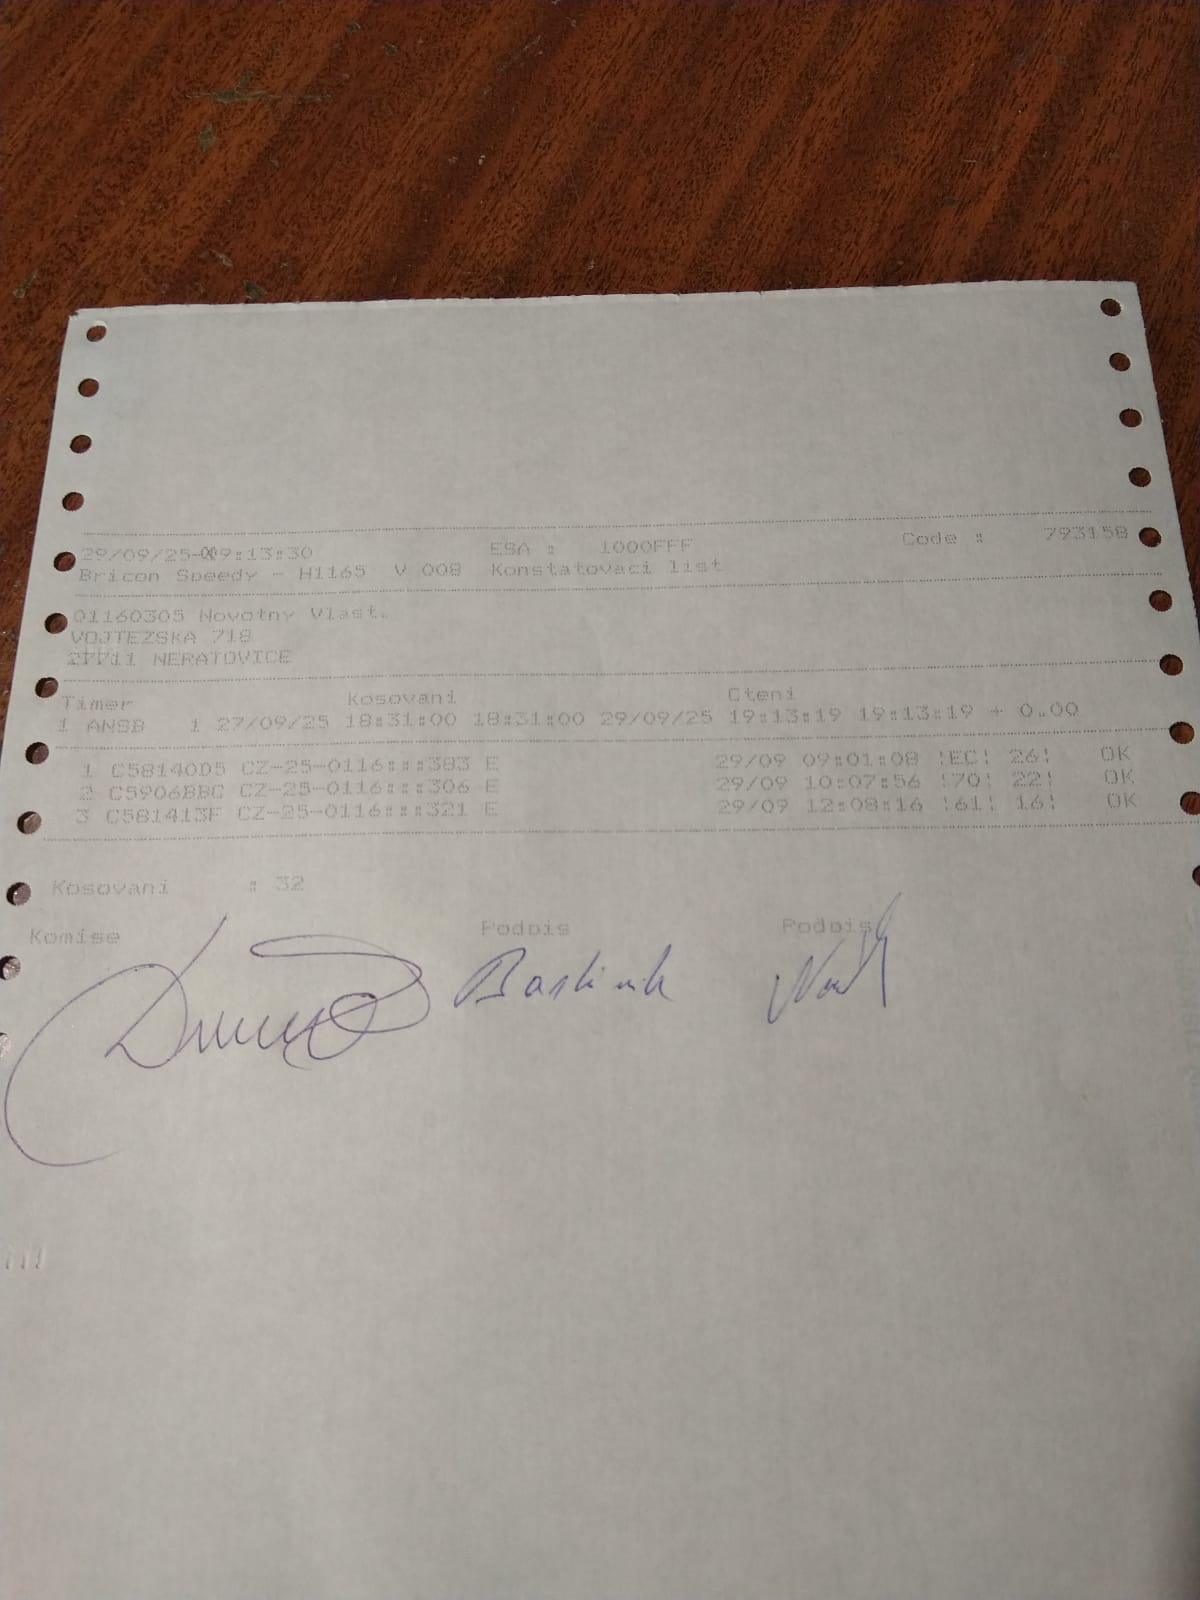 29/09/25-09:13:30 ESA : 1000FFF Code : 793158
Bricon Speedy - H1165 V 008 Konstatovaci list
01160305 Novotny Vlast.
VOJTEZSKA 718
27711 NERATOVICE
Timer Kosovani Cteni
1 ANSB 1 27/09/25 18:31:00 18:31:00 29/09/25 19:13:19 19:13:19 + 0.00
1 C58140D5 CZ-25-0116:::383 E 29/09 09:01:08 !EC! 26! OK
2 C5906BBC CZ-25-0116:::306 E 29/09 10:07:56 !70! 22! OK
3 C581413F CZ-25-0116:::321 E 29/09 12:08:16 !61! 16! OK
Kosovani : 32
Komise Podpis Podpis